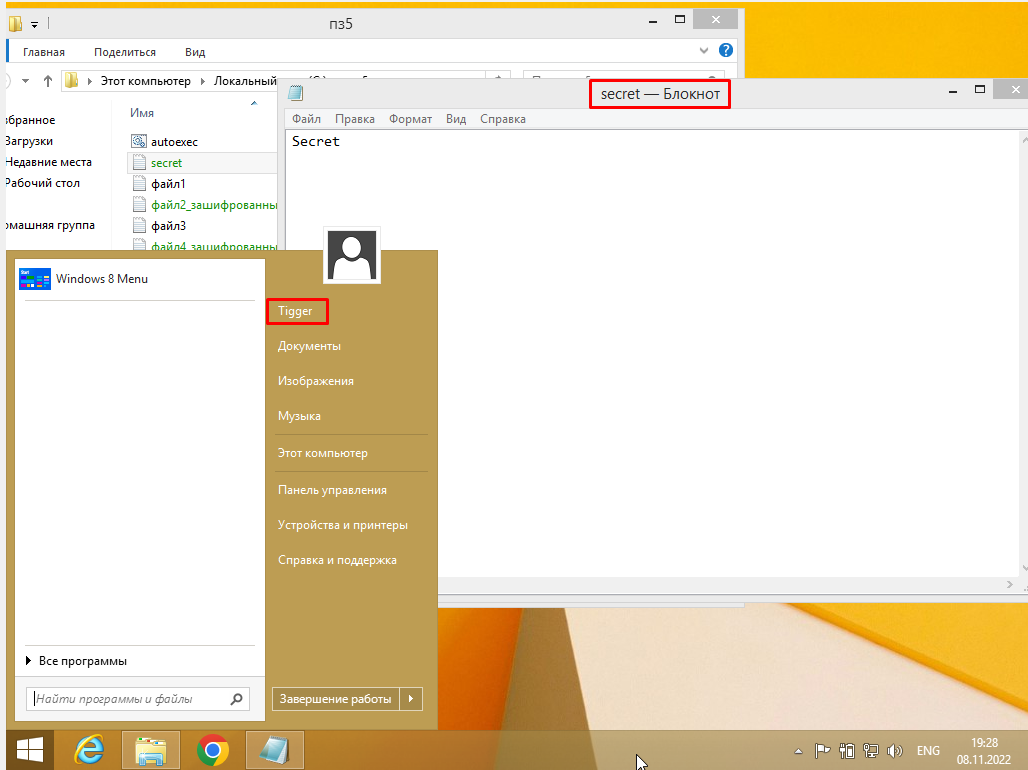 пз5
Главная Поделиться Вид
Этот компьютер Локальный
secret — Блокнот
Файл Правка Формат Вид Справка
Secret
Имя
збранное
Загрузки
Недавние места
Рабочий стол
омашняя группа
autoexec
secret
файл1
файл2_зашифрованны
файл3
файл4_зашифрованны
Start
Windows 8 Menu
Tigger
Документы
Изображения
Музыка
Этот компьютер
Панель управления
Устройства и принтеры
Справка и поддержка
Все программы
Найти программы и файлы
Завершение работы
ENG
19:28
08.11.2022